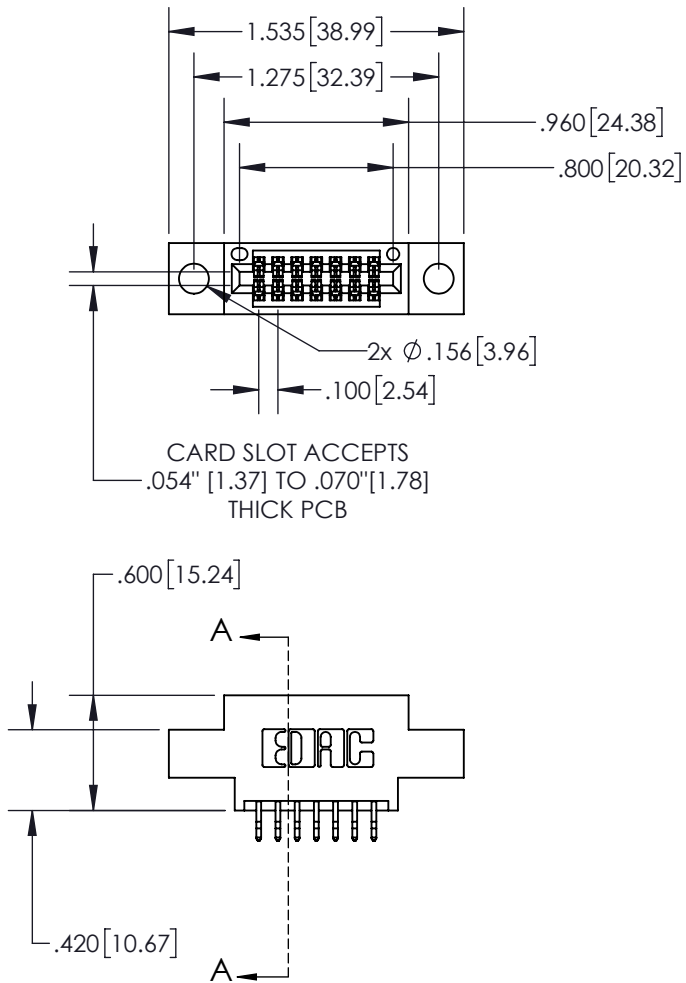 1.535[38.99]
1.275[32.39]
.960[24.38]
.800[20.32]
2x Ø.156[3.96]
.100[2.54]
CARD SLOT ACCEPTS
.054" [1.37] TO .070"[1.78]
THICK PCB
.600[15.24]
A
EDAC
.420[10.67]
A